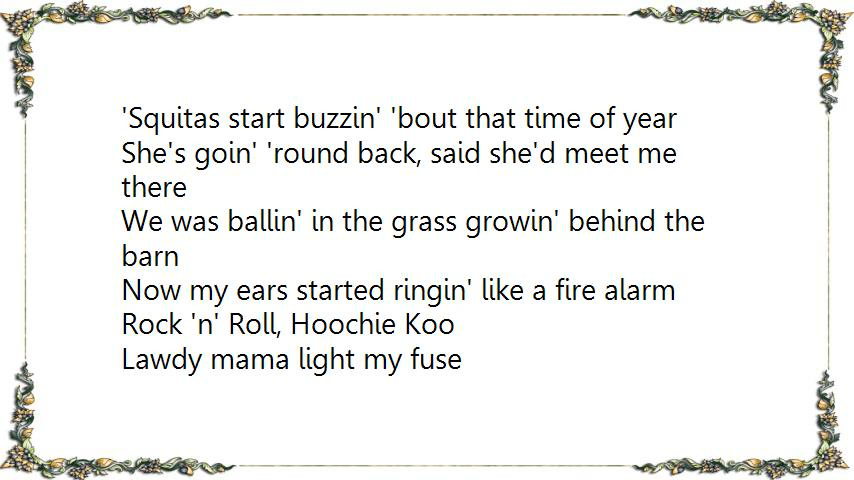 'Squitas start buzzin' 'bout that time of year
She's goin' 'round back, said she'd meet me
there
We was ballin' in the grass growin' behind the
barn
Now my ears started ringin' like a fire alarm
Rock 'n' Roll, Hoochie Koo
Lawdy mama light my fuse